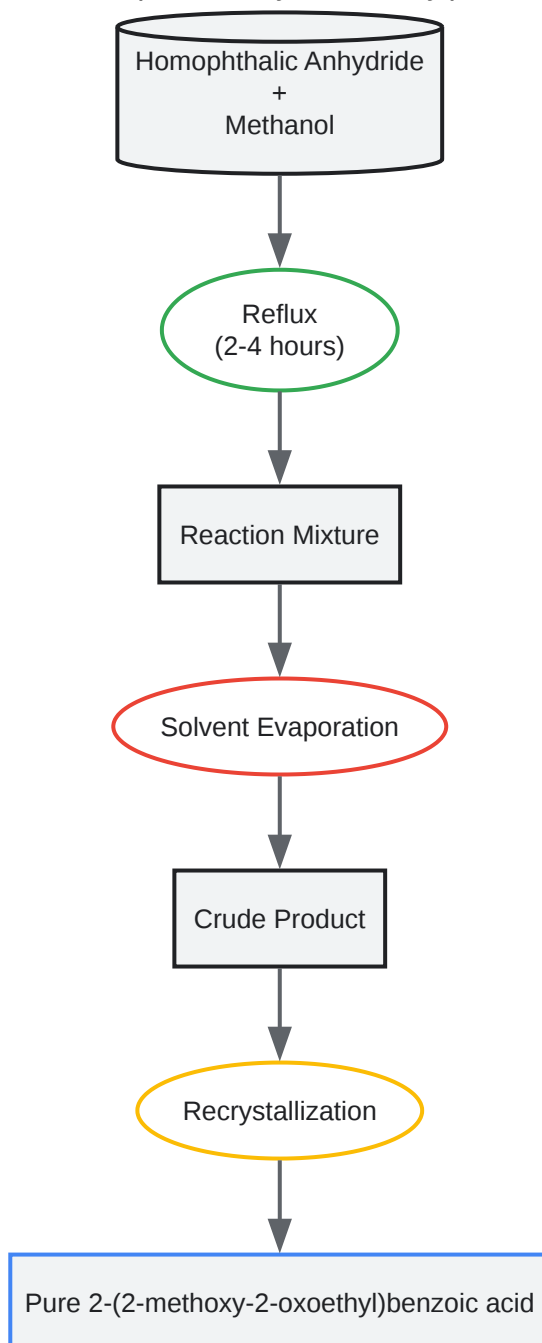 Homophthalic Anhydride
+
Methanol
Reflux
(2-4 hours)
Reaction Mixture
Solvent Evaporation
Crude Product
Recrystallization
Pure 2-(2-methoxy-2-oxoethyl)benzoic acid